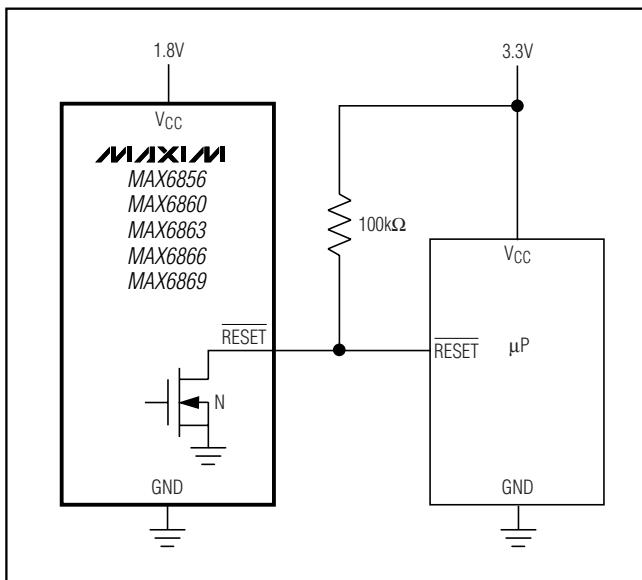 1.8V
VCC
MAXIM
MAX6856
MAX6860
MAX6863
MAX6866
MAX6869
RESET
N
GND
3.3V
100kΩ
VCC
RESET
μP
GND